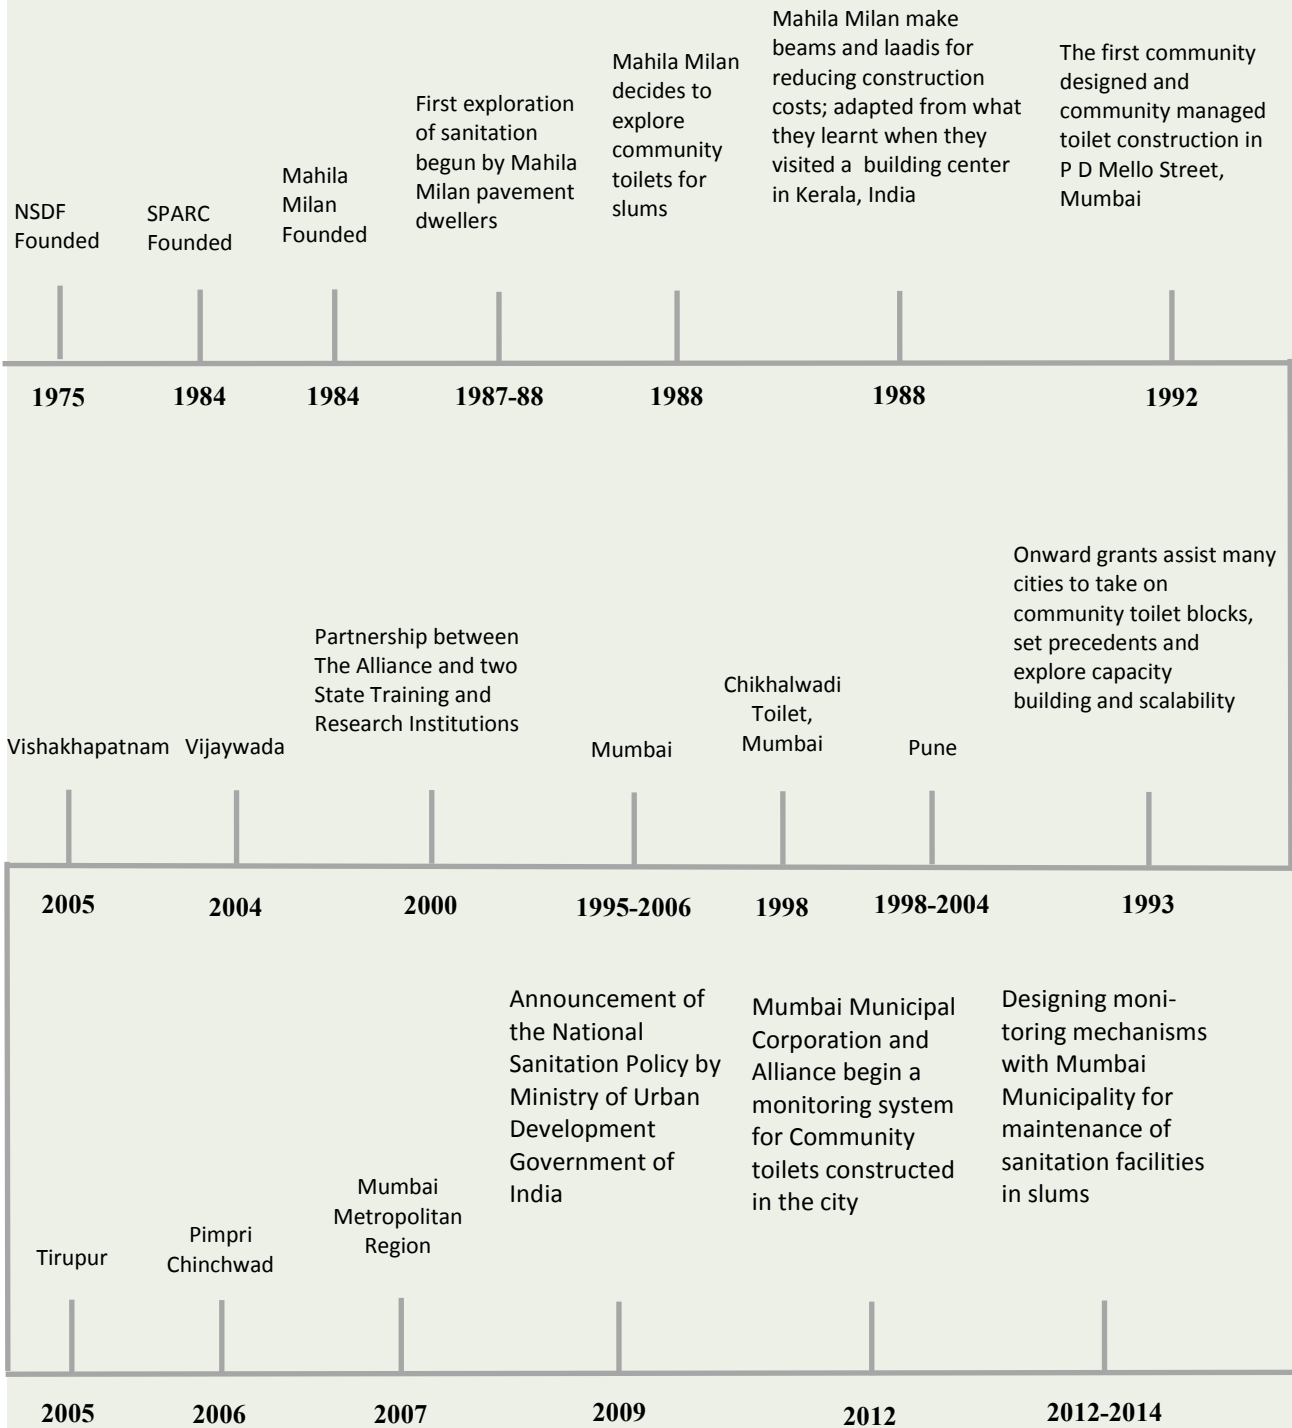 NSDF
Founded
SPARC
Founded
Mahila
Milan
Founded
First exploration
of sanitation
begun by Mahila
Milan pavement
dwellers
Mahila Milan
decides to
explore
community
toilets for
slums
Mahila Milan make
beams and laadis for
reducing construction
costs; adapted from what
they learnt when they
visited a building center
in Kerala, India
The first community
designed and
community managed
toilet construction in
P D Mello Street,
Mumbai
1975
1984
1984
1987-88
1988
1988
1992
Vishakhapatnam
Vijaywada
Partnership between
The Alliance and two
State Training and
Research Institutions
Mumbai
Chikhalwadi
Toilet,
Mumbai
Pune
Onward grants assist many
cities to take on
community toilet blocks,
set precedents and
explore capacity
building and scalability
2005
2004
2000
1995-2006
1998
1998-2004
1993
Tirupur
Pimpri
Chinchwad
Mumbai
Metropolitan
Region
Announcement of
the National
Sanitation Policy by
Ministry of Urban
Development
Government of
India
Mumbai Municipal
Corporation and
Alliance begin a
monitoring system
for Community
toilets constructed
in the city
Designing moni-
toring mechanisms
with Mumbai
Municipality for
maintenance of
sanitation facilities
in slums
2005
2006
2007
2009
2012
2012-2014